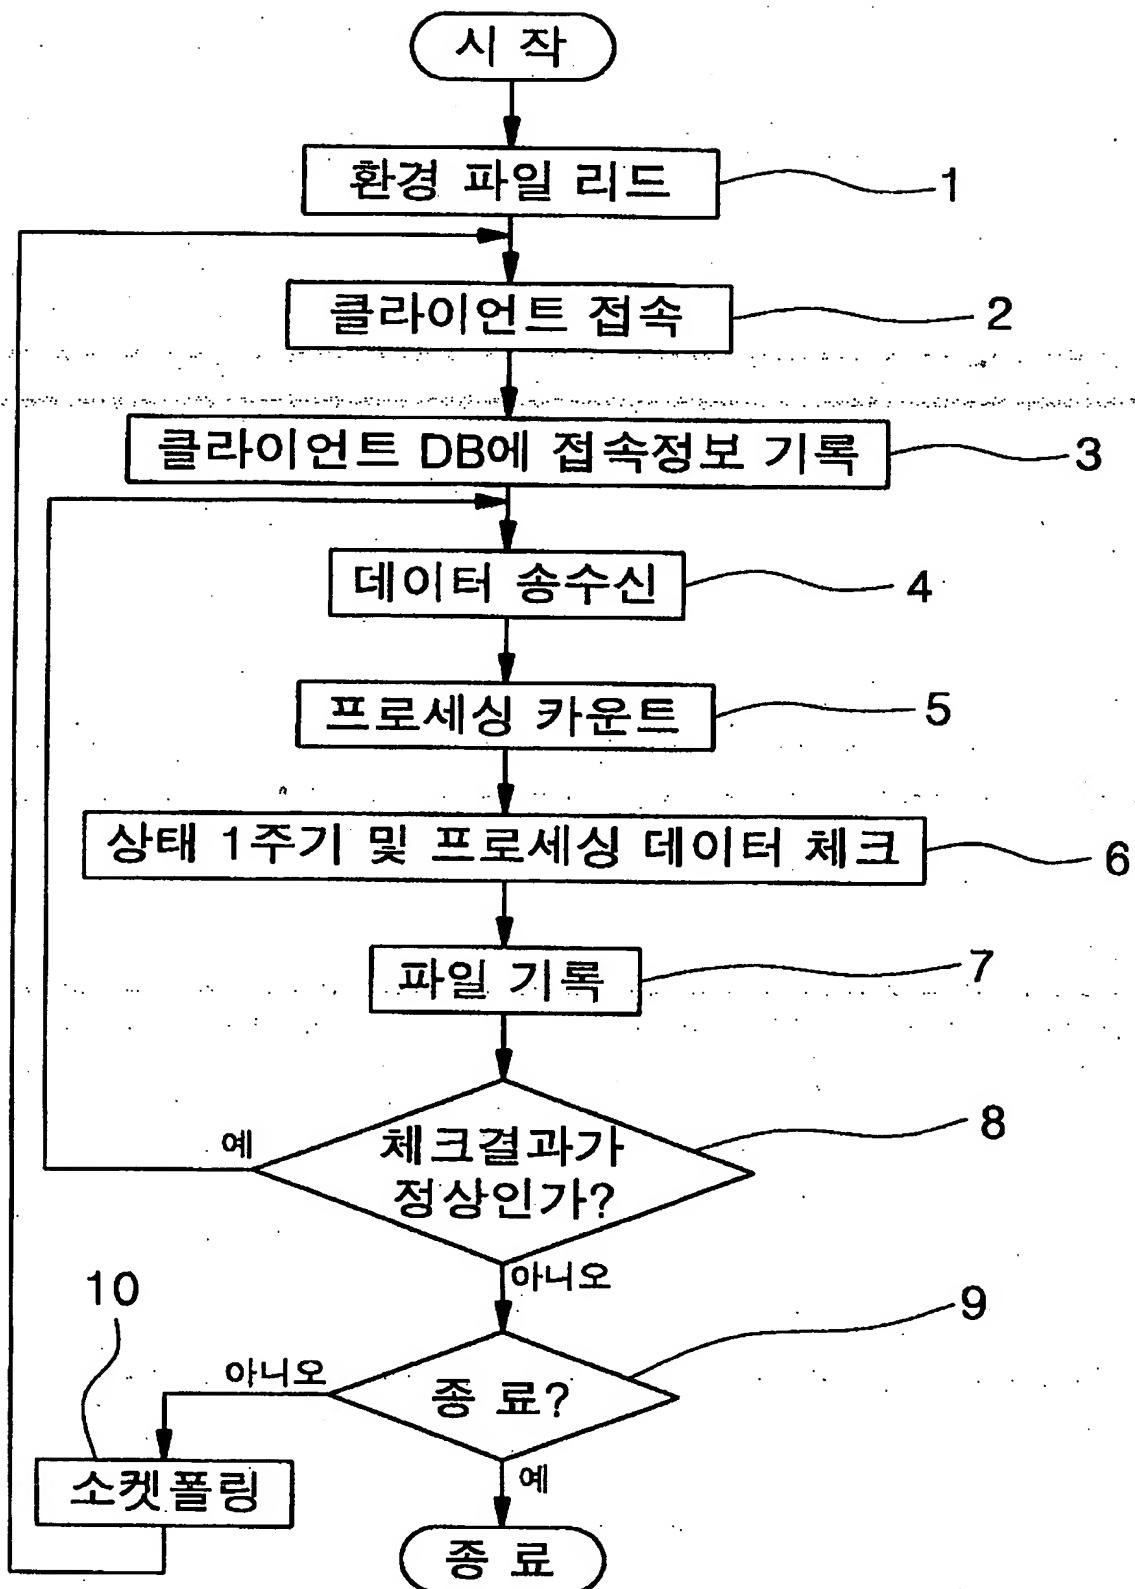 시 작
환경 파일 리드
1
클라이언트 접속
2
클라이언트 DB에 접속정보 기록
3
데이터 송수신
4
프로세싱 카운트
5
상태 1주기 및 프로세싱 데이터 체크
6
파일 기록
7
체크결과가
정상인가?
8
예
아니오
종 료?
9
아니오
예
10
소켓폴링
종 료